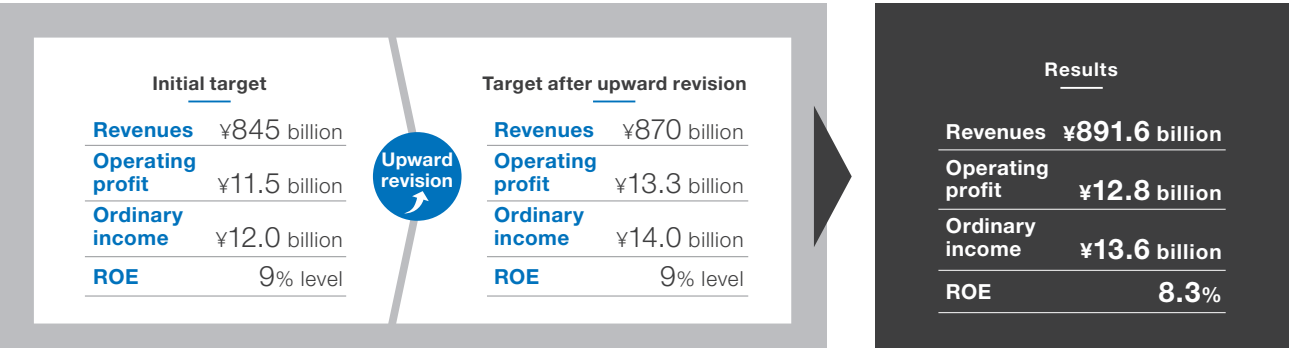 Initial target
Revenues ¥845 billion
Operating
profit ¥11.5 billion
Ordinary
income ¥12.0 billion
ROE 9% level
Upward
revision
Target after upward revision
Revenues ¥870 billion
Operating
profit ¥13.3 billion
Ordinary
income ¥14.0 billion
ROE 9% level
Results
Revenues ¥891.6 billion
Operating
profit ¥12.8 billion
Ordinary
income ¥13.6 billion
ROE 8.3%